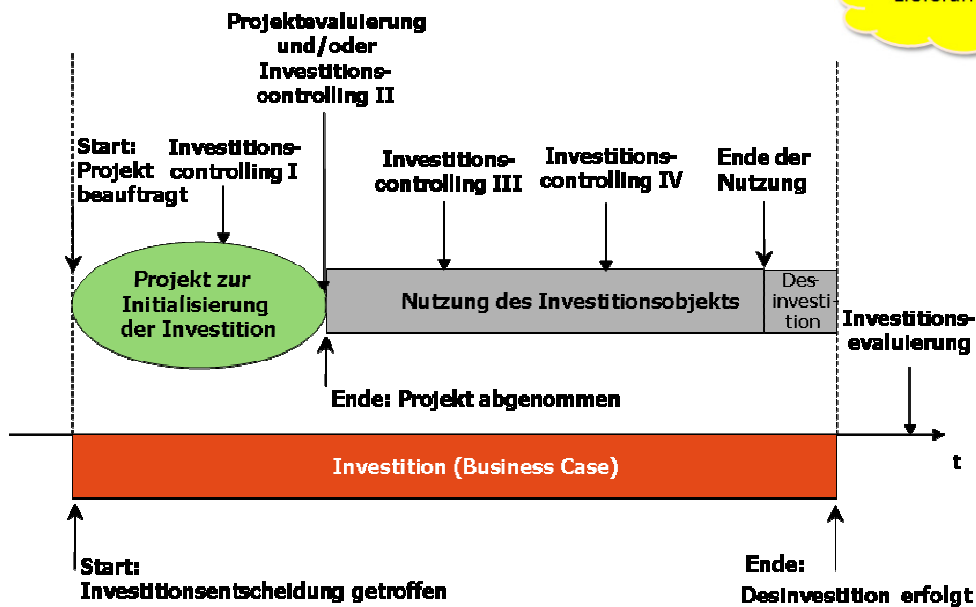 Projektevaluierung
und/oder
Investitions-
controlling II
Start:
Projekt
beauftragt
Investitions-
controlling I
Investitions-
controlling III
Investitions-
controlling IV
Ende der
Nutzung
Projekt zur
Initialisierung
der Investition
Nutzung des Investitionsobjekts
Des-
investi-
tion
Investitions-
evaluierung
Ende: Projekt abgenommen
t
Investition (Business Case)
Start:
Investitionsentscheidung getroffen
Ende:
Desinvestition erfolgt